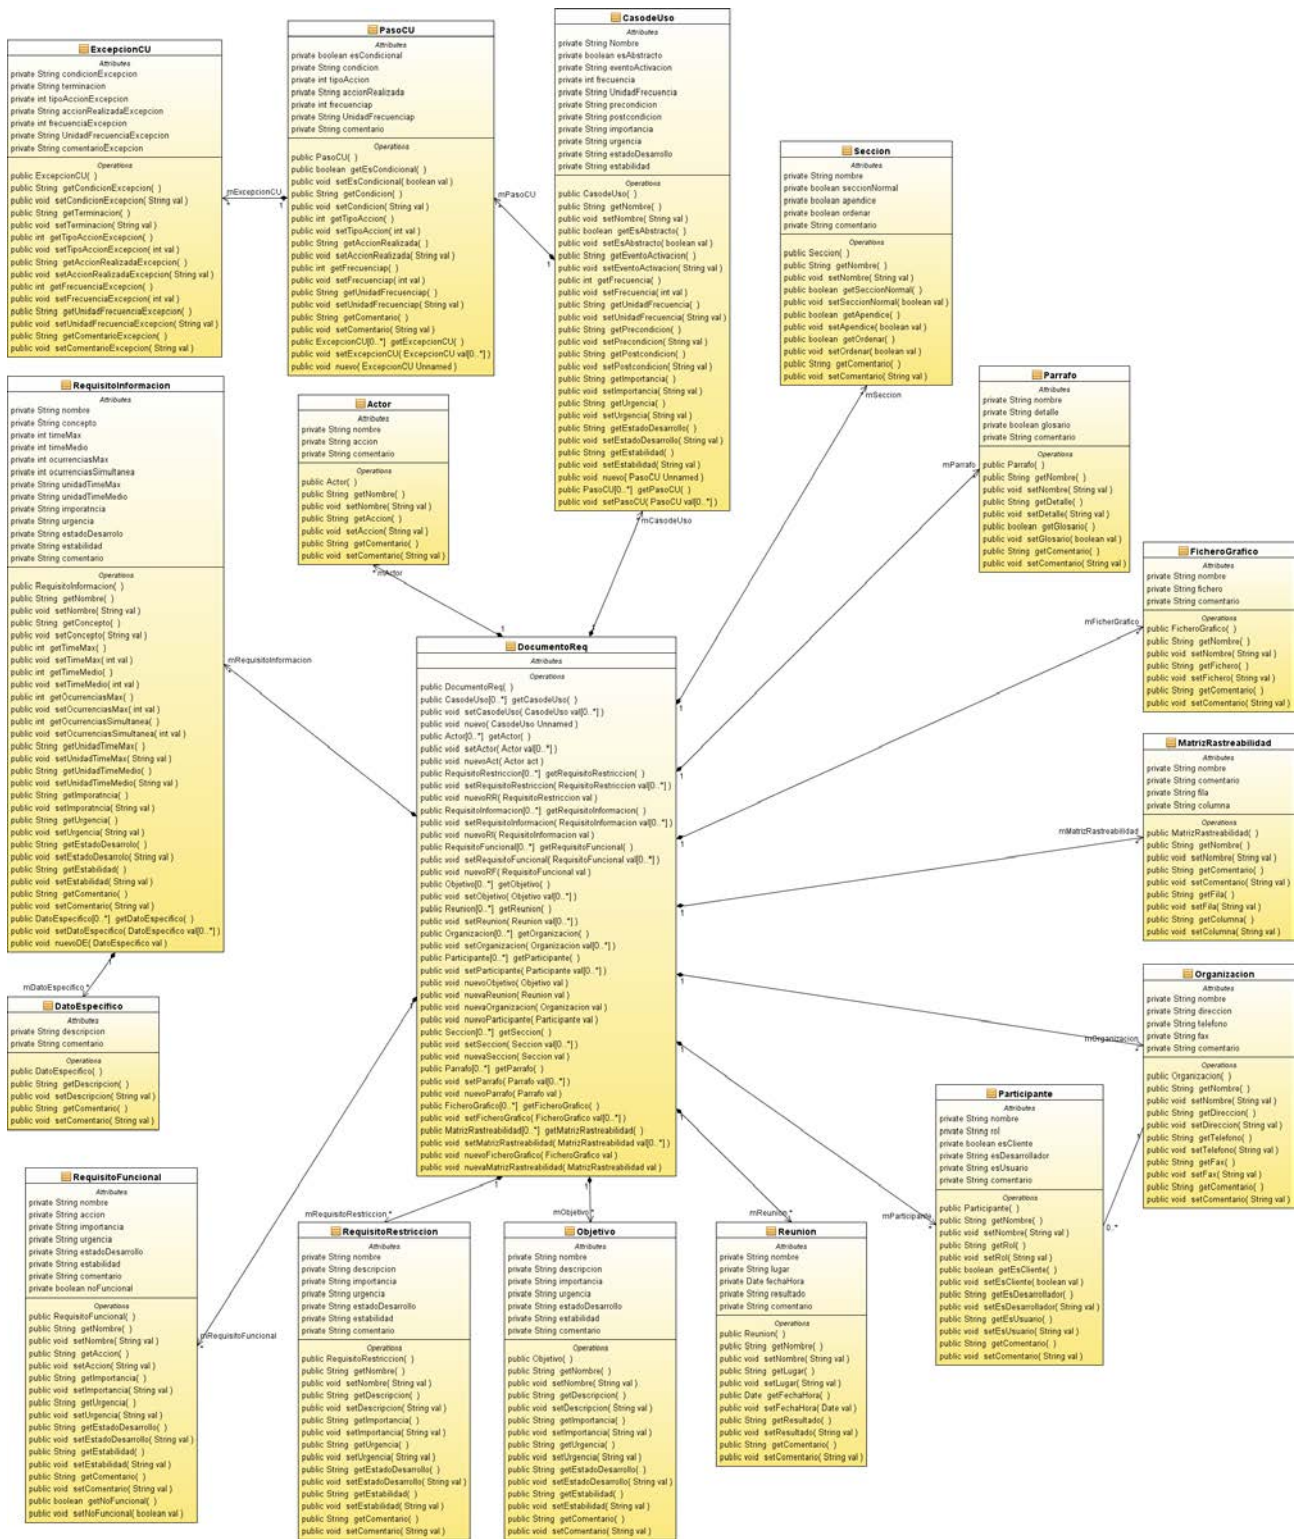 ExcepcionCU
Attributes
private String condicionExcepcion
private String terminacion
private int tipoAccionExcepcion
private String accionRealizadaExcepcion
private int frecuenciaExcepcion
private String UnidadFrecuenciaExcepcion
private String comentarioExcepcion
Operations
public ExcepcionCU( )
public String getCondicionExcepcion( )
public void setCondicionExcepcion( String val )
public String getTerminacion( )
public void setTerminacion( String val )
public int getTipoAccionExcepcion( )
public void setTipoAccionExcepcion( int val )
public String getAccionRealizadaExcepcion( )
public void setAccionRealizadaExcepcion( String val )
public int getFrecuenciaExcepcion( )
public void setFrecuenciaExcepcion( int val )
public String getUnidadFrecuenciaExcepcion( )
public void setUnidadFrecuenciaExcepcion( String val )
public String getComentarioExcepcion( )
public void setComentarioExcepcion( String val )
mExcepcionCU
*
1
PasoCU
Attributes
private boolean esCondicional
private String condicion
private int tipoAccion
private String accionRealizada
private int frecuenciap
private String UnidadFrecuenciap
private String comentario
Operations
public PasoCU( )
public boolean getEsCondicional( )
public void setEsCondicional( boolean val )
public String getCondicion( )
public void setCondicion( String val )
public int getTipoAccion( )
public void setTipoAccion( int val )
public String getAccionRealizada( )
public void setAccionRealizada( String val )
public int getFrecuenciap( )
public void setFrecuenciap( int val )
public String getUnidadFrecuenciap( )
public void setUnidadFrecuenciap( String val )
public String getComentario( )
public void setComentario( String val )
public ExcepcionCU[0..*] getExcepcionCU( )
public void setExcepcionCU( ExcepcionCU val[0..*] )
public void nuevo( ExcepcionCU Unnamed )
mPasoCU
*
1
CasodeUso
Attributes
private String Nombre
private boolean esAbstracto
private String eventoActivacion
private int frecuencia
private String UnidadFrecuencia
private String precondicion
private String postcondicion
private String importancia
private String urgencia
private String estadoDesarrollo
private String estabilidad
Operations
public CasodeUso( )
public String getNombre( )
public void setNombre( String val )
public boolean getEsAbstracto( )
public void setEsAbstracto( boolean val )
public String getEventoActivacion( )
public void setEventoActivacion( String val )
public int getFrecuencia( )
public void setFrecuencia( int val )
public String getUnidadFrecuencia( )
public void setUnidadFrecuencia( String val )
public String getPrecondicion( )
public void setPrecondicion( String val )
public String getPostcondicion( )
public void setPostcondicion( String val )
public String getImportancia( )
public void setImportancia( String val )
public String getUrgencia( )
public void setUrgencia( String val )
public String getEstadoDesarrollo( )
public void setEstadoDesarrollo( String val )
public String getEstabilidad( )
public void setEstabilidad( String val )
public void nuevo( PasoCU Unnamed )
public PasoCU[0..*] getPasoCU( )
public void setPasoCU( PasoCU val[0..*] )
mCasodeUso
1
Seccion
Attributes
private String nombre
private boolean seccionNormal
private boolean apendice
private boolean ordenar
private String comentario
Operations
public Seccion( )
public String getNombre( )
public void setNombre( String val )
public boolean getSeccionNormal( )
public void setSeccionNormal( boolean val )
public boolean getApendice( )
public void setApendice( boolean val )
public boolean getOrdenar( )
public void setOrdenar( boolean val )
public String getComentario( )
public void setComentario( String val )
mSeccion
1
Parrafo
Attributes
private String nombre
private String detalle
private boolean glosario
private String comentario
Operations
public Parrafo( )
public String getNombre( )
public void setNombre( String val )
public String getDetalle( )
public void setDetalle( String val )
public boolean getGlosario( )
public void setGlosario( boolean val )
public String getComentario( )
public void setComentario( String val )
mParrafo
*
1
RequisitoInformacion
Attributes
private String nombre
private String concepto
private int timeMax
private int timeMedio
private int ocurrenciasMax
private int ocurrenciasSimultanea
private String unidadTimeMax
private String unidadTimeMedio
private String imporatncia
private String urgencia
private String estadoDesarrolo
private String estabilidad
private String comentario
Operations
public RequisitoInformacion( )
public String getNombre( )
public void setNombre( String val )
public String getConcepto( )
public void setConcepto( String val )
public int getTimeMax( )
public void setTimeMax( int val )
public int getTimeMedio( )
public void setTimeMedio( int val )
public int getOcurrenciasMax( )
public void setOcurrenciasMax( int val )
public int getOcurrenciasSimultanea( )
public void setOcurrenciasSimultanea( int val )
public String getUnidadTimeMax( )
public void setUnidadTimeMax( String val )
public String getUnidadTimeMedio( )
public void setUnidadTimeMedio( String val )
public String getImporatncia( )
public void setImporatncia( String val )
public String getUrgencia( )
public void setUrgencia( String val )
public String getEstadoDesarrolo( )
public void setEstadoDesarrolo( String val )
public String getEstabilidad( )
public void setEstabilidad( String val )
public String getComentario( )
public void setComentario( String val )
public DatoEspecifico[0..*] getDatoEspecifico( )
public void setDatoEspecifico( DatoEspecifico val[0..*] )
public void nuevoDE( DatoEspecifico val )
mRequisitoInformacion
*
1
mDatoEspecifico *
Actor
Attributes
private String nombre
private String accion
private String comentario
Operations
public Actor( )
public String getNombre( )
public void setNombre( String val )
public String getAccion( )
public void setAccion( String val )
public String getComentario( )
public void setComentario( String val )
* mActor
1
FicheroGrafico
Attributes
private String nombre
private String fichero
private String comentario
Operations
public FicheroGrafico( )
public String getNombre( )
public void setNombre( String val )
public String getFichero( )
public void setFichero( String val )
public String getComentario( )
public void setComentario( String val )
mFicherGrafico
*
1
DocumentoReq
Attributes
Operations
public DocumentoReq( )
public CasodeUso[0..*] getCasodeUso( )
public void setCasodeUso( CasodeUso val[0..*] )
public void nuevo( CasodeUso Unnamed )
public Actor[0..*] getActor( )
public void setActor( Actor val[0..*] )
public void nuevoAct( Actor act )
public RequisitoRestriccion[0..*] getRequisitoRestriccion( )
public void setRequisitoRestriccion( RequisitoRestriccion val[0..*] )
public void nuevoRR( RequisitoRestriccion val )
public RequisitoInformacion[0..*] getRequisitoInformacion( )
public void setRequisitoInformacion( RequisitoInformacion val[0..*] )
public void nuevoRI( RequisitoInformacion val )
public RequisitoFuncional[0..*] getRequisitoFuncional( )
public void setRequisitoFuncional( RequisitoFuncional val[0..*] )
public void nuevoRF( RequisitoFuncional val )
public Objetivo[0..*] getObjetivo( )
public void setObjetivo( Objetivo val[0..*] )
public Reunion[0..*] getReunion( )
public void setReunion( Reunion val[0..*] )
public Organizacion[0..*] getOrganizacion( )
public void setOrganizacion( Organizacion val[0..*] )
public Participante[0..*] getParticipante( )
public void setParticipante( Participante val[0..*] )
public void nuevoObjetivo( Objetivo val )
public void nuevaReunion( Reunion val )
public void nuevaOrganizacion( Organizacion val )
public void nuevoParticipante( Participante val )
public Seccion[0..*] getSeccion( )
public void setSeccion( Seccion val[0..*] )
public void nuevaSeccion( Seccion val )
public Parrafo[0..*] getParrafo( )
public void setParrafo( Parrafo val[0..*] )
public void nuevoParrafo( Parrafo val )
public FicheroGrafico[0..*] getFicheroGrafico( )
public void setFicheroGrafico( FicheroGrafico val[0..*] )
public MatrizRastreabilidad[0..*] getMatrizRastreabilidad( )
public void setMatrizRastreabilidad( MatrizRastreabilidad val[0..*] )
public void nuevoFicheroGrafico( FicheroGrafico val )
public void nuevaMatrizRastreabilidad( MatrizRastreabilidad val )
MatrizRastreabilidad
Attributes
private String nombre
private String comentario
private String fila
private String columna
Operations
public MatrizRastreabilidad( )
public String getNombre( )
public void setNombre( String val )
public String getComentario( )
public void setComentario( String val )
public String getFila( )
public void setFila( String val )
public String getColumna( )
public void setColumna( String val )
mMatrizRastreabilidad
*
1
Organizacion
Attributes
private String nombre
private String direccion
private String telefono
private String fax
private String comentario
Operations
public Organizacion( )
public String getNombre( )
public void setNombre( String val )
public String getDireccion( )
public void setDireccion( String val )
public String getTelefono( )
public void setTelefono( String val )
public String getFax( )
public void setFax( String val )
public String getComentario( )
public void setComentario( String val )
mOrganizacion
*
1
DatoEspecifico
Attributes
private String descripcion
private String comentario
Operations
public DatoEspecifico( )
public String getDescripcion( )
public void setDescripcion( String val )
public String getComentario( )
public void setComentario( String val )
Participante
Attributes
private String nombre
private String rol
private boolean esCliente
private String esDesarrollador
private String esUsuario
private String comentario
Operations
public Participante( )
public String getNombre( )
public void setNombre( String val )
public String getRol( )
public void setRol( String val )
public boolean getEsCliente( )
public void setEsCliente( boolean val )
public String getEsDesarrollador( )
public void setEsDesarrollador( String val )
public String getEsUsuario( )
public void setEsUsuario( String val )
public String getComentario( )
public void setComentario( String val )
mParticipante
*
1
0..*
RequisitoFuncional
Attributes
private String nombre
private String accion
private String importancia
private String urgencia
private String estadoDesarrollo
private String estabilidad
private String comentario
private boolean noFuncional
Operations
public RequisitoFuncional( )
public String getNombre( )
public void setNombre( String val )
public String getAccion( )
public void setAccion( String val )
public String getImportancia( )
public void setImportancia( String val )
public String getUrgencia( )
public void setUrgencia( String val )
public String getEstadoDesarrollo( )
public void setEstadoDesarrollo( String val )
public String getEstabilidad( )
public void setEstabilidad( String val )
public String getComentario( )
public void setComentario( String val )
public boolean getNoFuncional( )
public void setNoFuncional( boolean val )
mRequisitoFuncional
*
1
mRequisitoRestriccion *
1
RequisitoRestriccion
Attributes
private String nombre
private String descripcion
private String importancia
private String urgencia
private String estadoDesarrollo
private String estabilidad
private String comentario
Operations
public RequisitoRestriccion( )
public String getNombre( )
public void setNombre( String val )
public String getDescripcion( )
public void setDescripcion( String val )
public String getImportancia( )
public void setImportancia( String val )
public String getUrgencia( )
public void setUrgencia( String val )
public String getEstadoDesarrollo( )
public void setEstadoDesarrollo( String val )
public String getEstabilidad( )
public void setEstabilidad( String val )
public String getComentario( )
public void setComentario( String val )
mObjetivo *
1
Objetivo
Attributes
private String nombre
private String descripcion
private String importancia
private String urgencia
private String estadoDesarrollo
private String estabilidad
private String comentario
Operations
public Objetivo( )
public String getNombre( )
public void setNombre( String val )
public String getDescripcion( )
public void setDescripcion( String val )
public String getImportancia( )
public void setImportancia( String val )
public String getUrgencia( )
public void setUrgencia( String val )
public String getEstadoDesarrollo( )
public void setEstadoDesarrollo( String val )
public String getEstabilidad( )
public void setEstabilidad( String val )
public String getComentario( )
public void setComentario( String val )
mReunion *
1
Reunion
Attributes
private String nombre
private String lugar
private Date fechaHora
private String resultado
private String comentario
Operations
public Reunion( )
public String getNombre( )
public void setNombre( String val )
public String getLugar( )
public void setLugar( String val )
public Date getFechaHora( )
public void setFechaHora( Date val )
public String getResultado( )
public void setResultado( String val )
public String getComentario( )
public void setComentario( String val )